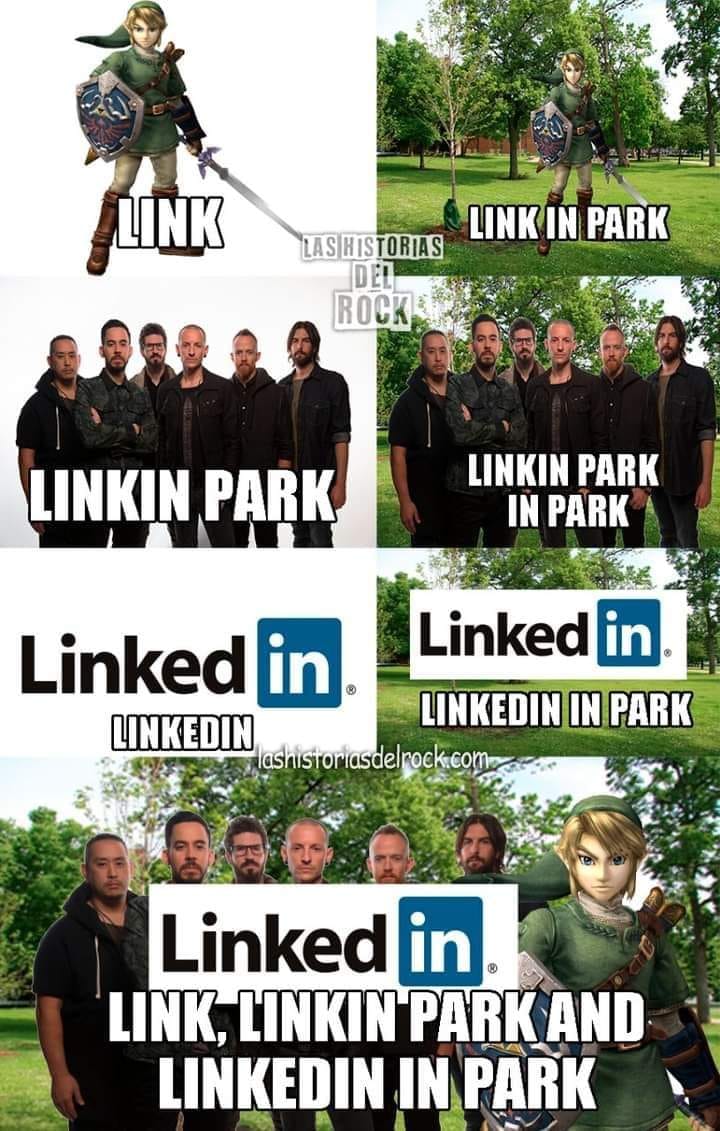 LINK
LINK IN PARK
LAS HISTORIAS
DEL
ROCK
LINKIN PARK
LINKIN PARK
IN PARK
Linked in®
LINKEDIN
Linked in®
LINKEDIN IN PARK
lashistoriasdelrock.com
Linked in®
LINK, LINKIN PARK AND
LINKEDIN IN PARK